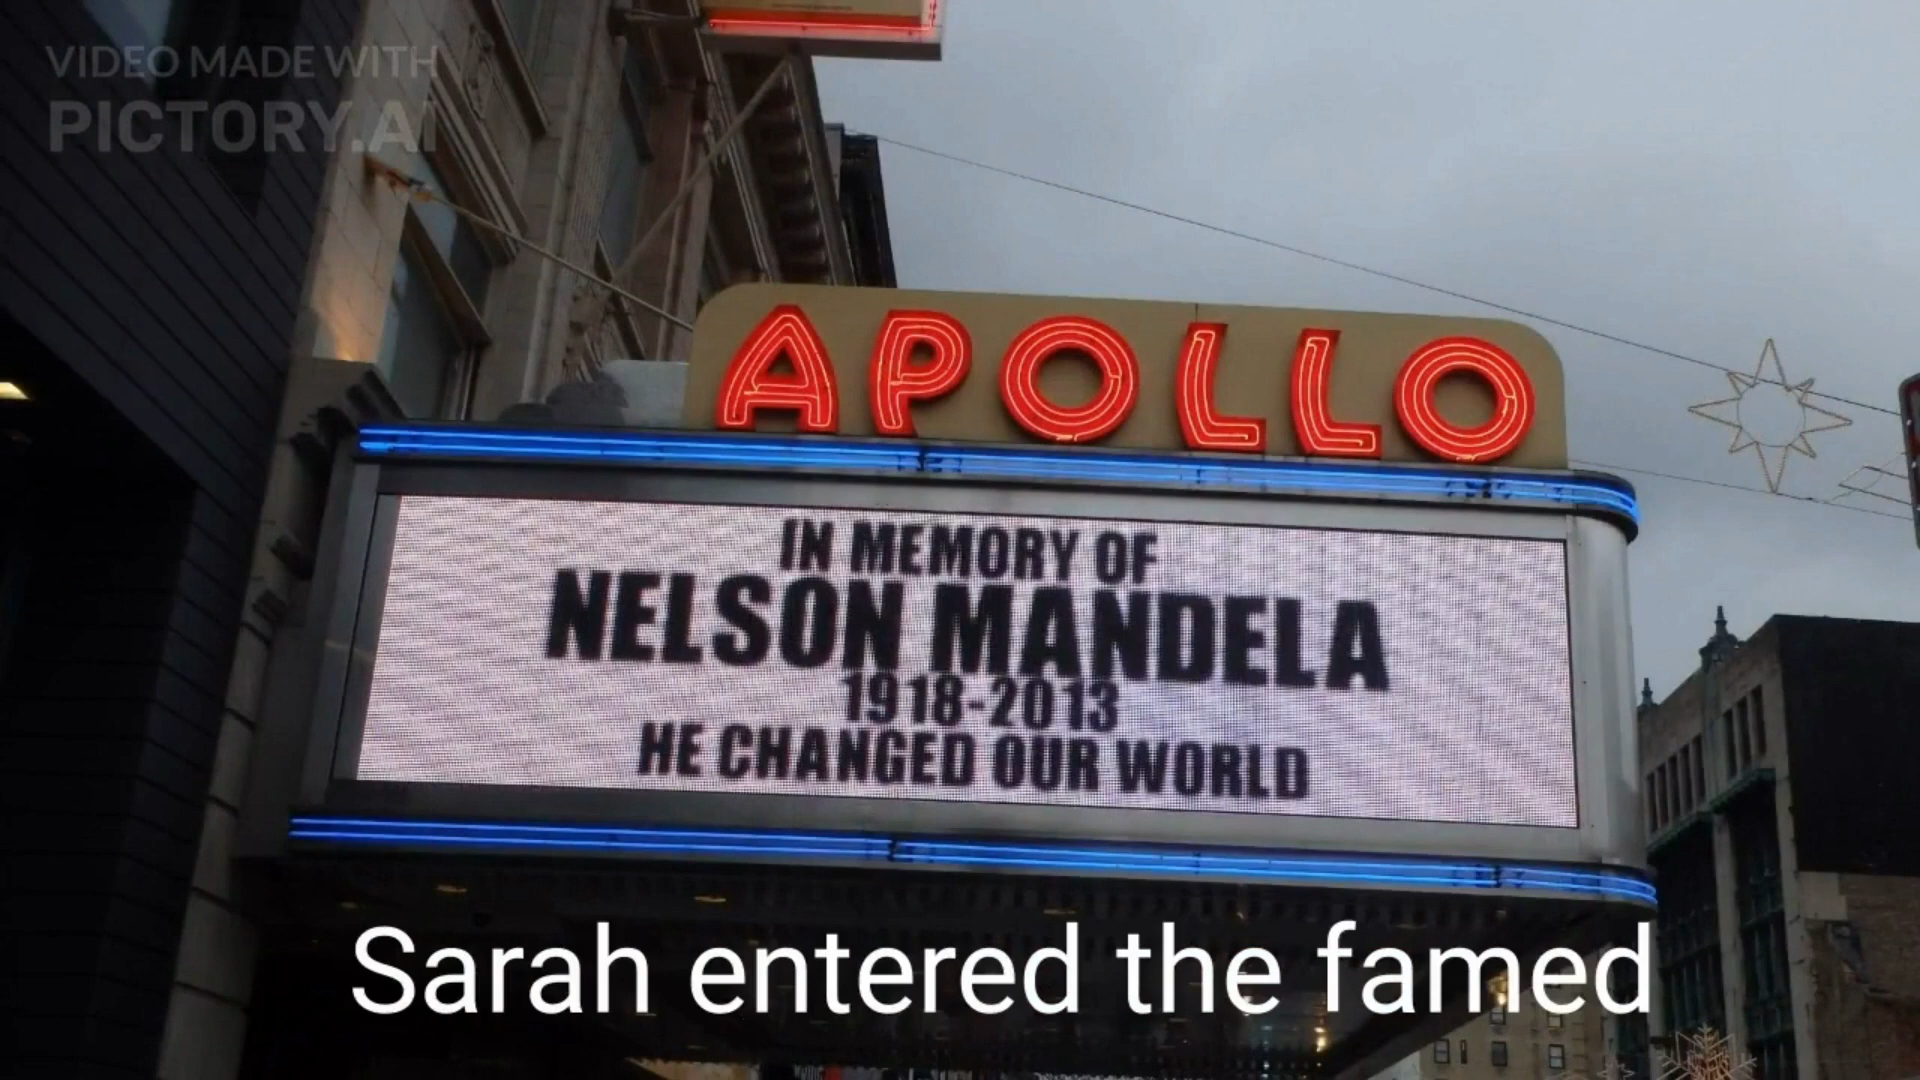 VIDEO MADE WITH
PICTORY.AI
APOLLO
IN MEMORY OF
NELSON MANDELA
1918-2013
HE CHANGED OUR WORLD
Sarah entered the famed